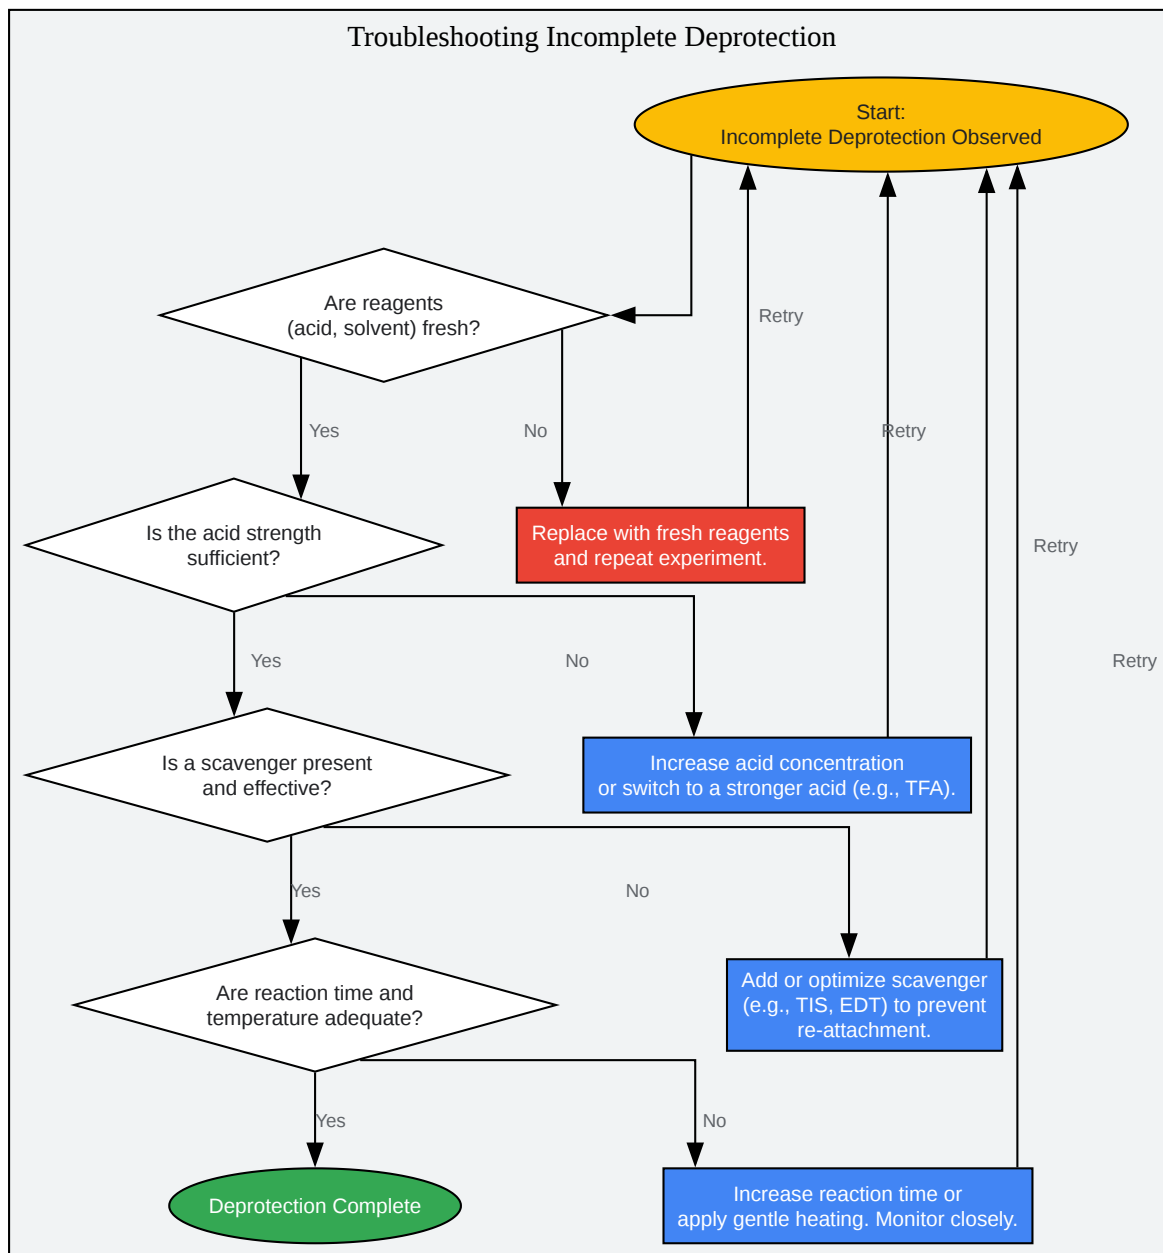 Troubleshooting Incomplete Deprotection
Start:
Incomplete Deprotection Observed
Are reagents
(acid, solvent) fresh?
Retry
Yes
No
Retry
Is the acid strength
sufficient?
Replace with fresh reagents
and repeat experiment.
Retry
Yes
No
Retry
Is a scavenger present
and effective?
Increase acid concentration
or switch to a stronger acid (e.g., TFA).
Yes
No
Are reaction time and
temperature adequate?
Add or optimize scavenger
(e.g., TIS, EDT) to prevent
re-attachment.
Yes
No
Deprotection Complete
Increase reaction time or
apply gentle heating. Monitor closely.